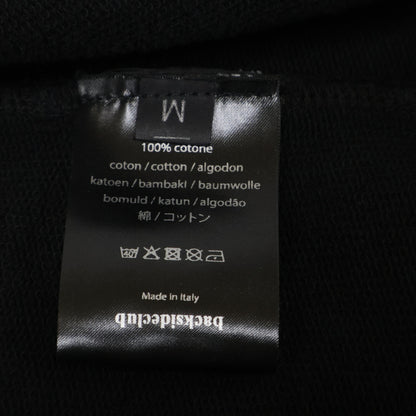 M
100% cotone
coton / cotton / algodon
katoen / bambaki / baumwolle
bomuld / katun / algodão
綿 / コットン
Made in Italy
backsideclub